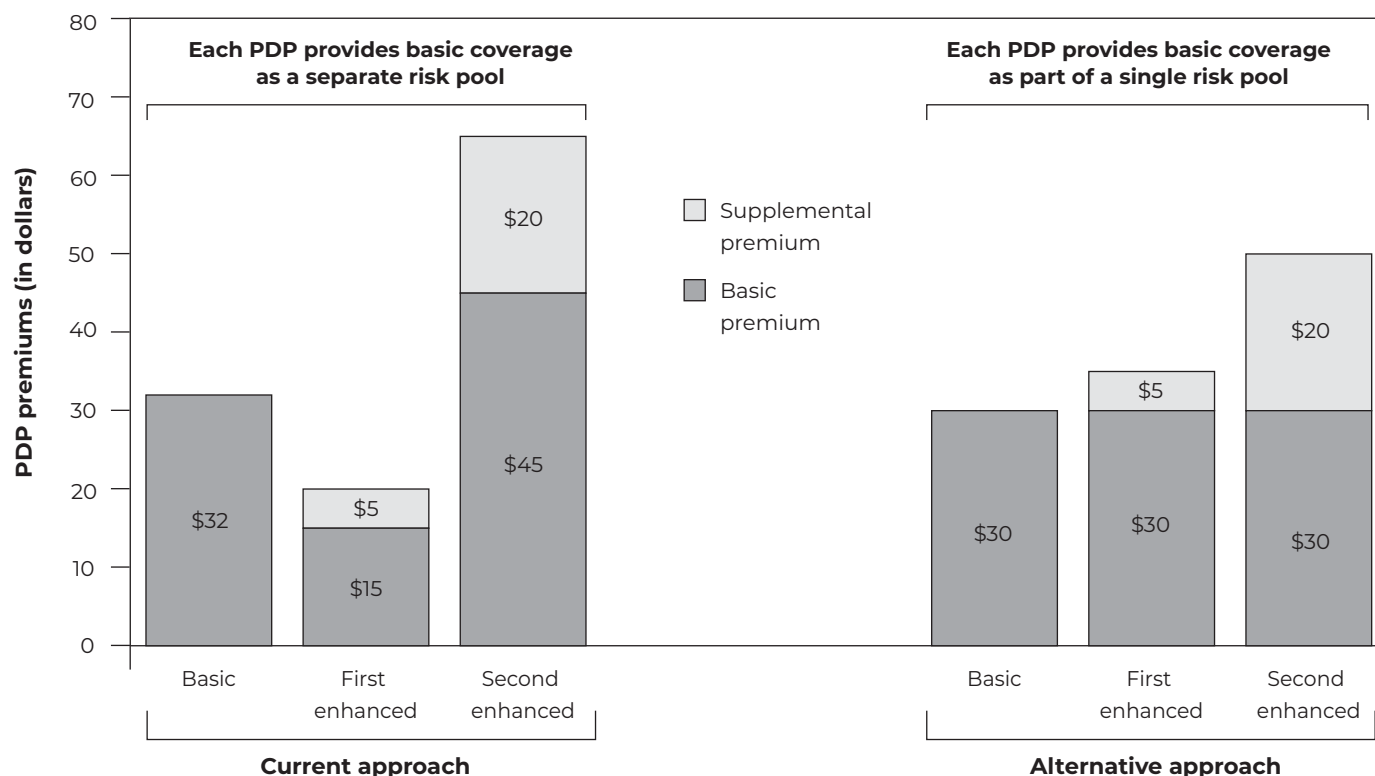 PDP premiums (in dollars)
80
70
60
50
40
30
20
10
0
Each PDP provides basic coverage
as a separate risk pool
$32
$5
$15
$20
$45
Basic
First
enhanced
Second
enhanced
Current approach
Supplemental
premium
Basic
premium
Each PDP provides basic coverage
as part of a single risk pool
$30
$5
$30
$20
$30
Basic
First
enhanced
Second
enhanced
Alternative approach